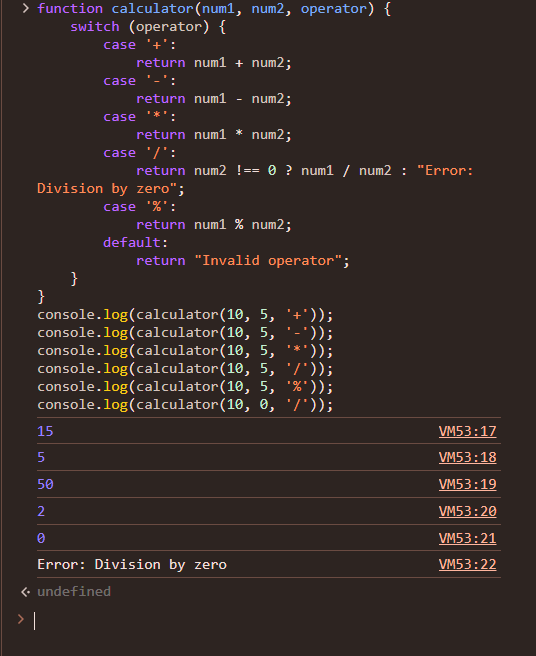 function calculator(num1, num2, operator) {
    switch (operator) {
        case '+':
            return num1 + num2;
        case '-':
            return num1 - num2;
        case '*':
            return num1 * num2;
        case '/':
            return num2 !== 0 ? num1 / num2 : "Error:
Division by zero";
        case '%':
            return num1 % num2;
        default:
            return "Invalid operator";
    }
}
console.log(calculator(10, 5, '+'));
console.log(calculator(10, 5, '-'));
console.log(calculator(10, 5, '*'));
console.log(calculator(10, 5, '/'));
console.log(calculator(10, 5, '%'));
console.log(calculator(10, 0, '/'));
15 VM53:17
5 VM53:18
50 VM53:19
2 VM53:20
0 VM53:21
Error: Division by zero VM53:22
undefined